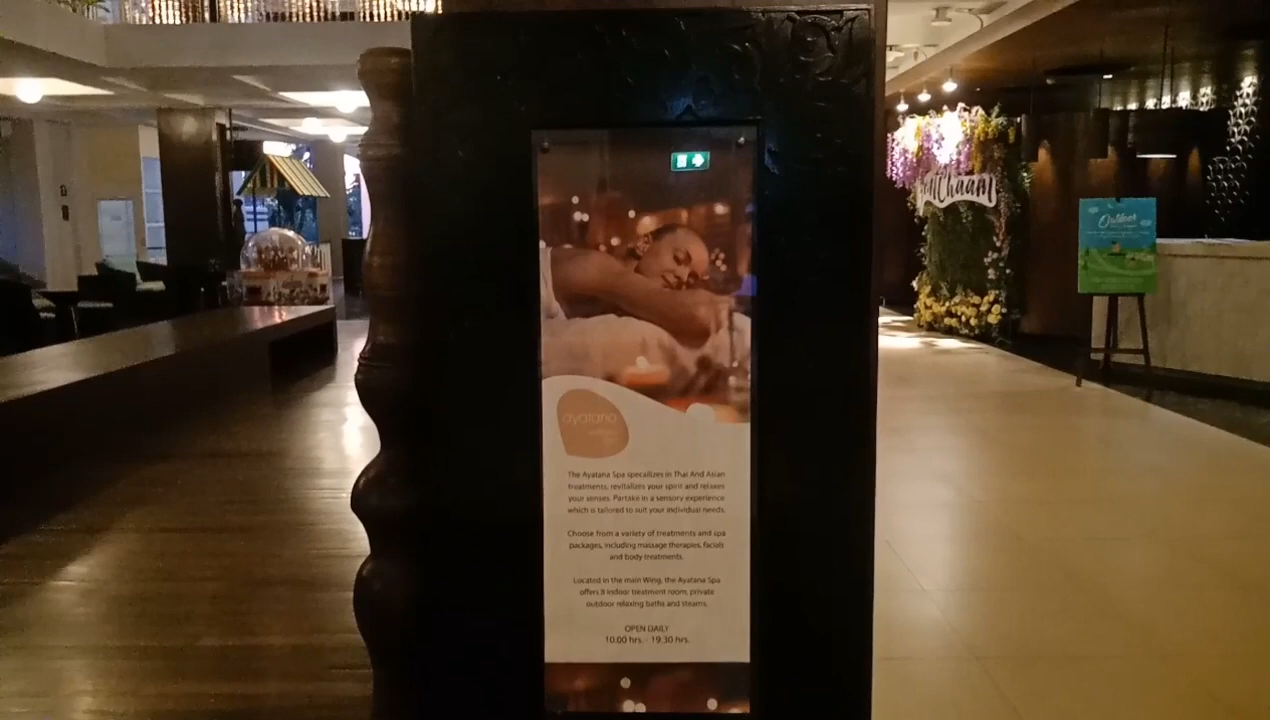 ayatana
The Ayatana Spa specializes in Thai And Asian
treatments, revitalizes your spirit and relaxes
your senses. Partake in a sensory experience
which is tailored to suit your individual needs.
Choose from a variety of treatments and spa
packages, including massage therapies, facials
and body treatments.
Located in the main Wing, the Ayatana Spa
offers 8 indoor treatment room, private
outdoor relaxing baths and steams.
OPEN DAILY
10.00 hrs. - 19.30 hrs.
Outdoor